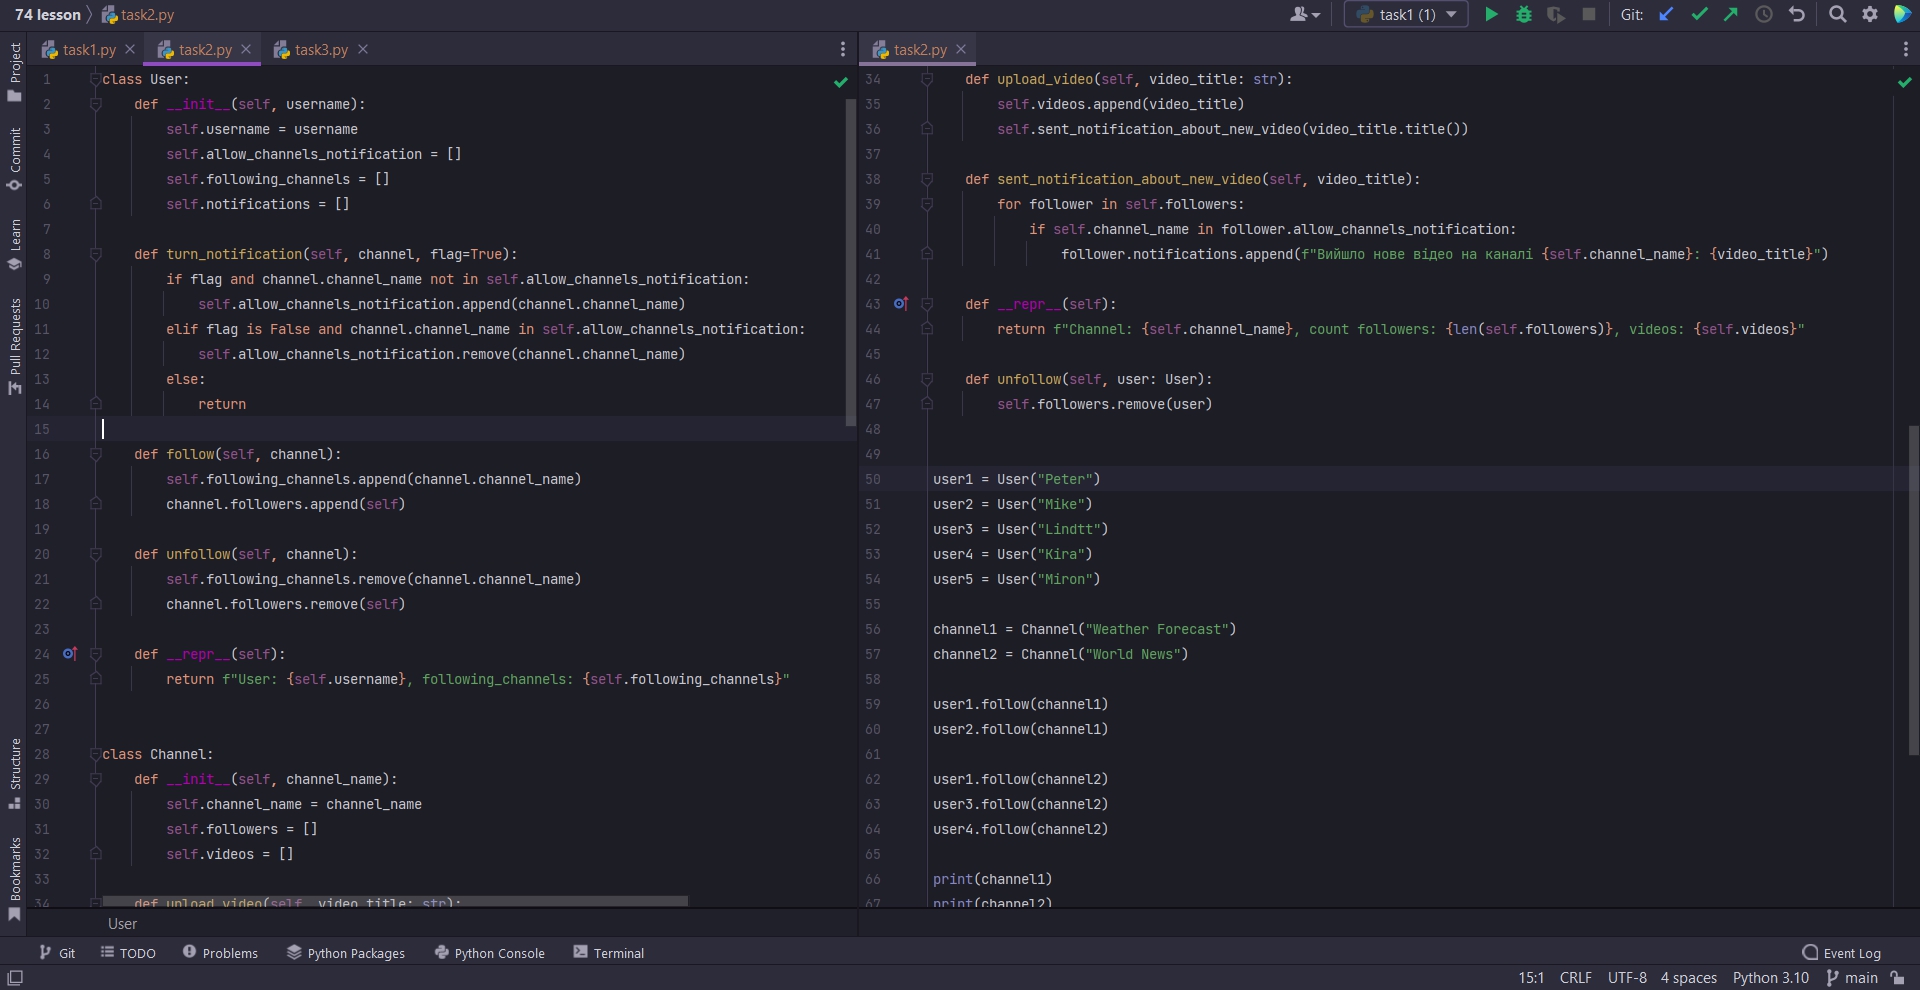 74 lesson
task2.py
task1 (1)
Git:
task1.py
task2.py
task3.py
task2.py
Project
Commit
Learn
Pull Requests
Structure
Bookmarks
1 class User:
2     def __init__(self, username):
3         self.username = username
4         self.allow_channels_notification = []
5         self.following_channels = []
6         self.notifications = []
7
8     def turn_notification(self, channel, flag=True):
9         if flag and channel.channel_name not in self.allow_channels_notification:
10             self.allow_channels_notification.append(channel.channel_name)
11         elif flag is False and channel.channel_name in self.allow_channels_notification:
12             self.allow_channels_notification.remove(channel.channel_name)
13         else:
14             return
15
16     def follow(self, channel):
17         self.following_channels.append(channel.channel_name)
18         channel.followers.append(self)
19
20     def unfollow(self, channel):
21         self.following_channels.remove(channel.channel_name)
22         channel.followers.remove(self)
23
24     def __repr__(self):
25         return f"User: {self.username}, following_channels: {self.following_channels}"
26
27
28 class Channel:
29     def __init__(self, channel_name):
30         self.channel_name = channel_name
31         self.followers = []
32         self.videos = []
33
34     def upload_video(self, video_title: str):
User
34     def upload_video(self, video_title: str):
35         self.videos.append(video_title)
36         self.sent_notification_about_new_video(video_title.title())
37
38     def sent_notification_about_new_video(self, video_title):
39         for follower in self.followers:
40             if self.channel_name in follower.allow_channels_notification:
41                 follower.notifications.append(f"Вийшло нове відео на каналі {self.channel_name}: {video_title}")
42
43     def __repr__(self):
44         return f"Channel: {self.channel_name}, count followers: {len(self.followers)}, videos: {self.videos}"
45
46     def unfollow(self, user: User):
47         self.followers.remove(user)
48
49
50 user1 = User("Peter")
51 user2 = User("Mike")
52 user3 = User("Lindtt")
53 user4 = User("Kira")
54 user5 = User("Miron")
55
56 channel1 = Channel("Weather Forecast")
57 channel2 = Channel("World News")
58
59 user1.follow(channel1)
60 user2.follow(channel1)
61
62 user1.follow(channel2)
63 user3.follow(channel2)
64 user4.follow(channel2)
65
66 print(channel1)
67 print(channel2)
Git
TODO
Problems
Python Packages
Python Console
Terminal
Event Log
15:1
CRLF
UTF-8
4 spaces
Python 3.10
main